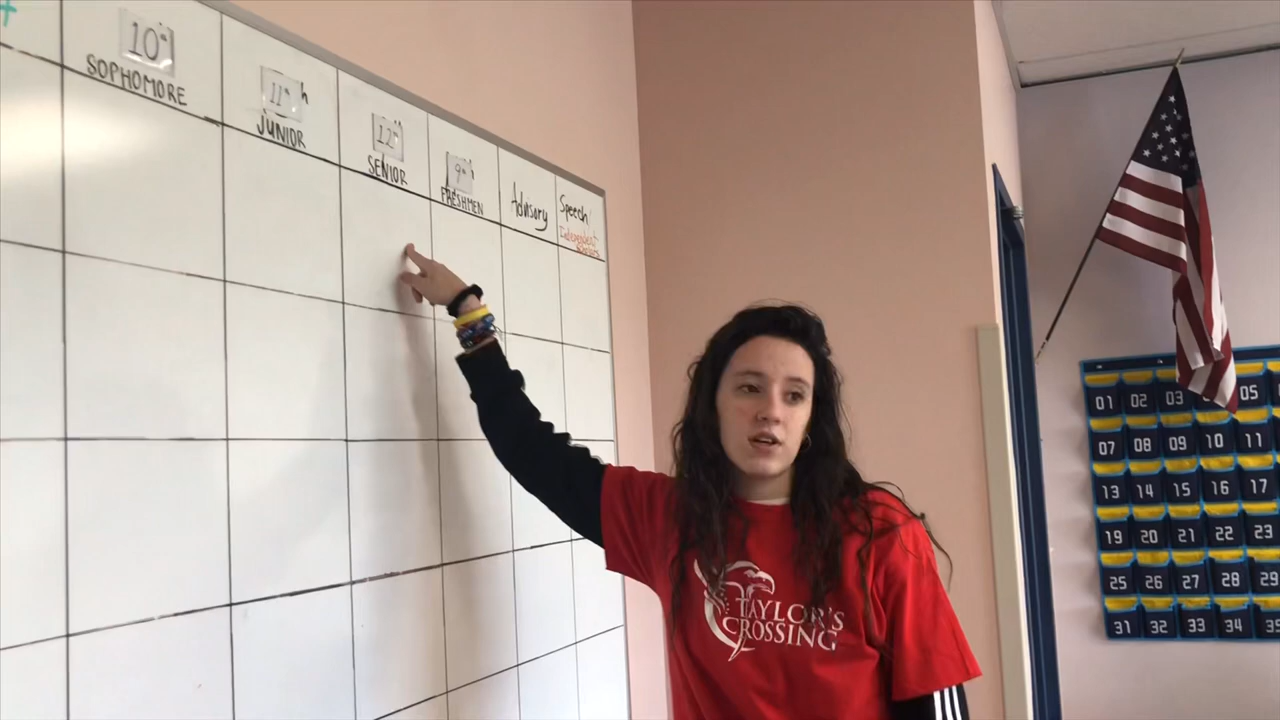 10th
SOPHOMORE
11th
JUNIOR
12th
SENIOR
9th
FRESHMEN
Advisory
Speech/
Independent
TAYLOR'S
CROSSING
01 02 03 05
07 08 09 10 11
13 14 15 16 17
19 20 21 22 23
25 26 27 28 29
31 32 33 34 35